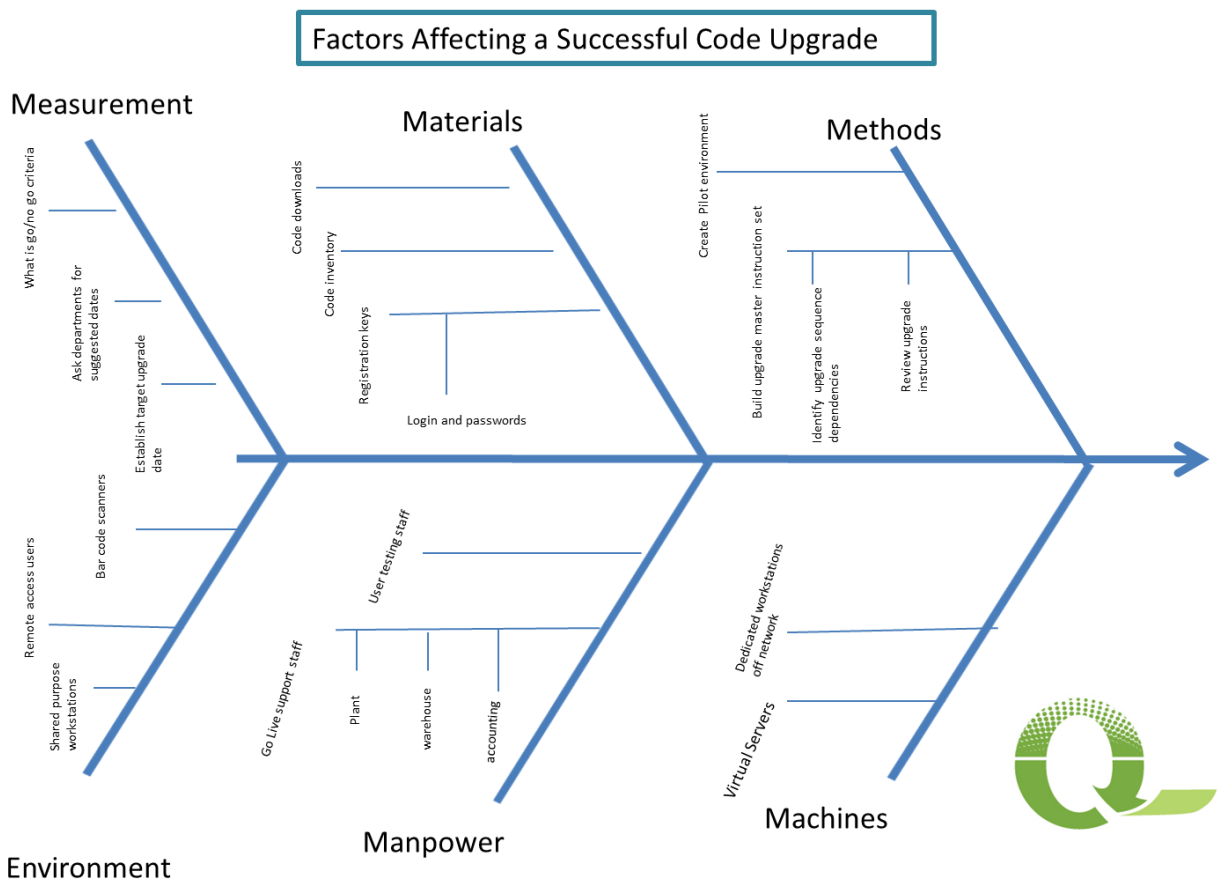 Factors Affecting a Successful Code Upgrade
Measurement
What is go/no go criteria
Ask departments for
suggested dates
Establish target upgrade
date
Materials
Code downloads
Code inventory
Registration keys
Login and passwords
Methods
Create Pilot environment
Build upgrade master instruction set
Identify upgrade sequence
dependencies
Review upgrade
instructions
Bar code scanners
Remote access users
Shared purpose
workstations
Environment
User testing staff
Go Live support staff
Plant
warehouse
accounting
Manpower
Dedicated workstations
off network
Virtual Servers
Machines